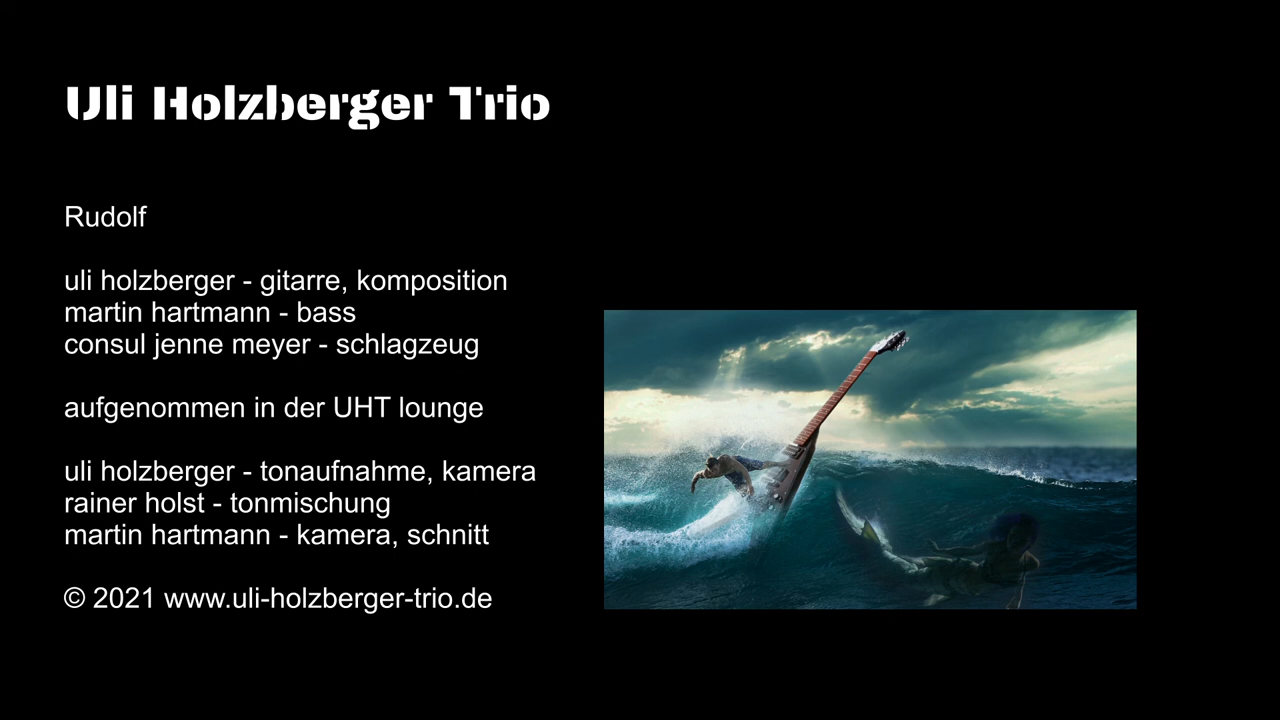 Uli Holzberger Trio
Rudolf
uli holzberger - gitarre, komposition
martin hartmann - bass
consul jenne meyer - schlagzeug
aufgenommen in der UHT lounge
uli holzberger - tonaufnahme, kamera
rainer holst - tonmischung
martin hartmann - kamera, schnitt
© 2021 www.uli-holzberger-trio.de